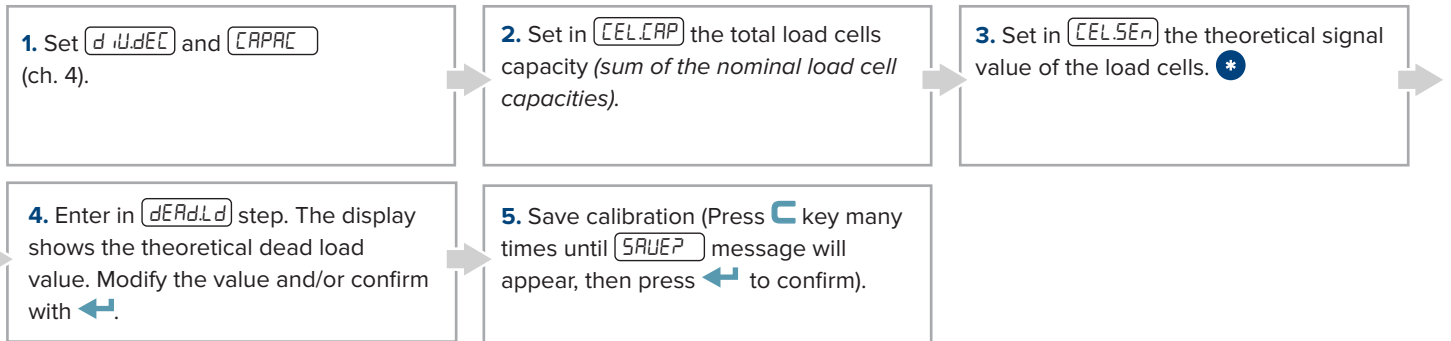 1. Set d iU.dEC and CAPAC
(ch. 4).
2. Set in CEL.CAP the total load cells
capacity (sum of the nominal load cell
capacities).
3. Set in CEL.SEn the theoretical signal
value of the load cells. *
4. Enter in dEAd.Ld step. The display
shows the theoretical dead load
value. Modify the value and/or confirm
with .
5. Save calibration (Press C key many
times until SAUE? message will
appear, then press to confirm).